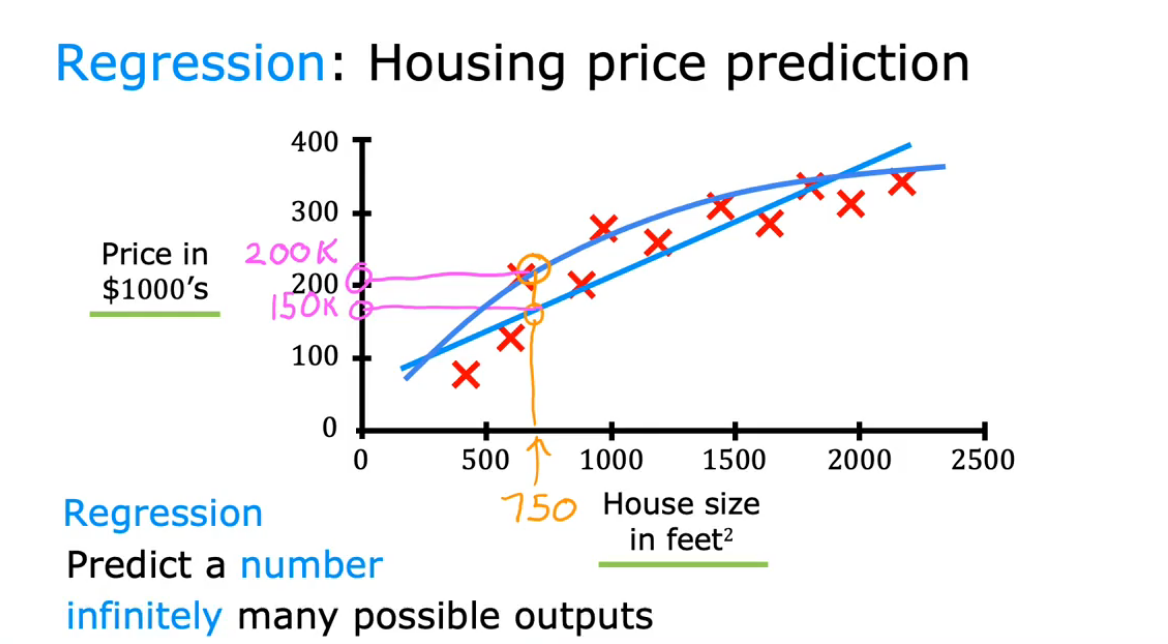 Regression: Housing price prediction
400
300
Price in
$1000’s
200K
200
150K
100
0
0 500 1000 1500 2000 2500
750
House size
in feet²
Regression
Predict a number
infinitely many possible outputs